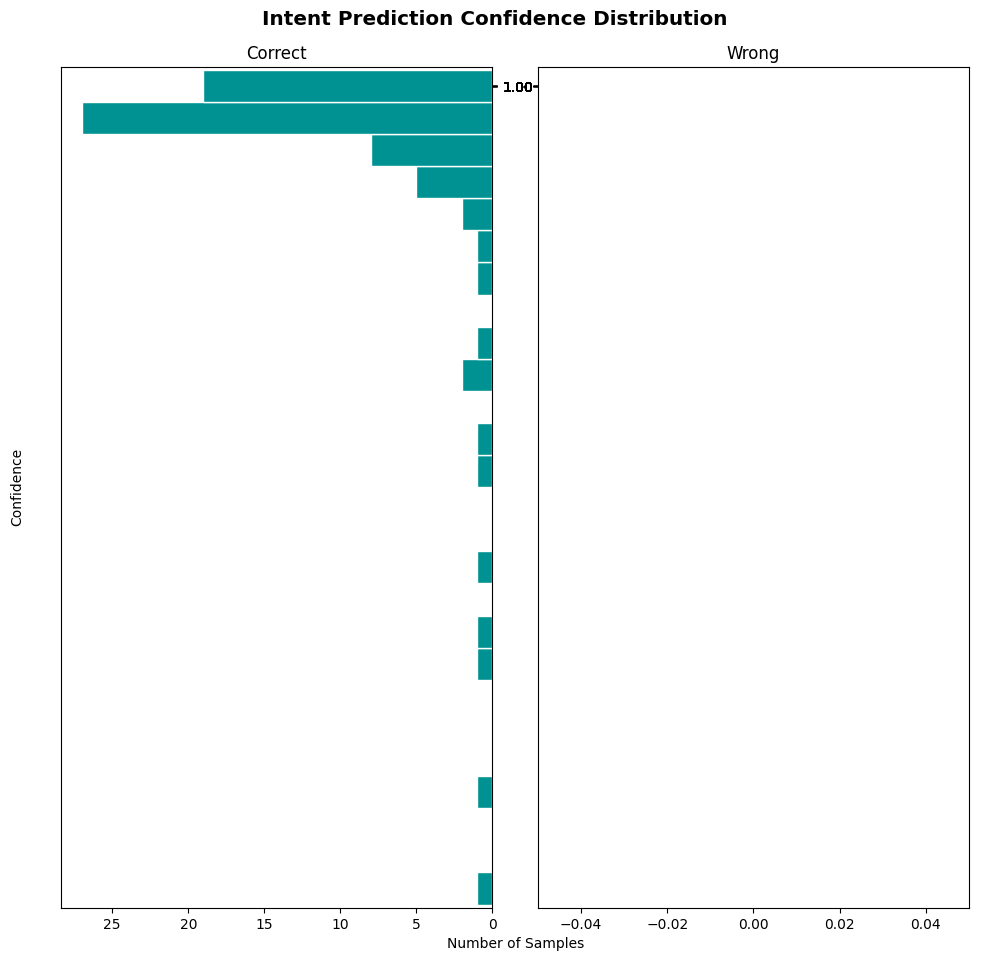 Intent Prediction Confidence Distribution
Correct
Wrong
1.00
Confidence
25 20 15 10 5 0
−0.04 −0.02 0.00 0.02 0.04
Number of Samples